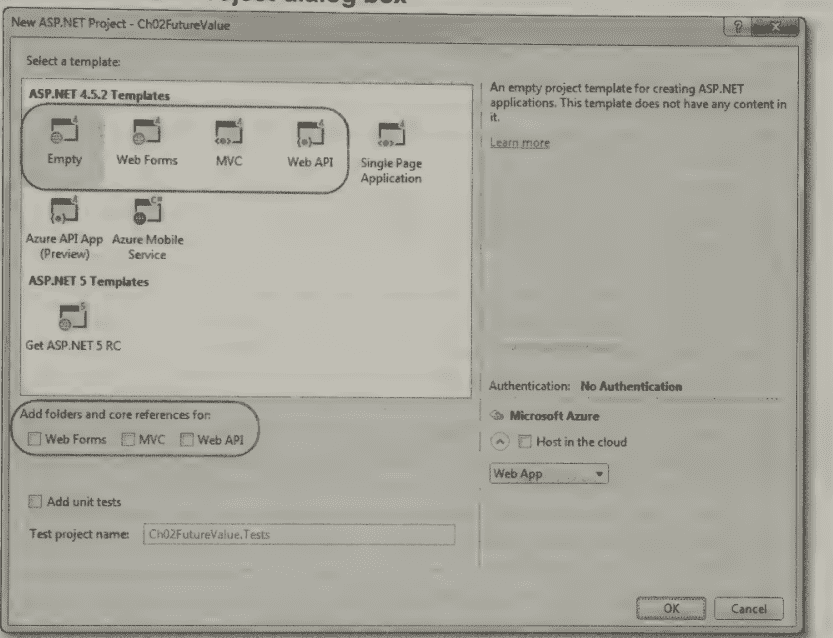 dialog box
New ASP.NET Project - Ch02FutureValue
?
Select a template:
ASP.NET 4.5.2 Templates
Empty
Web Forms
MVC
Web API
Single Page
Application
Azure API App
(Preview)
Azure Mobile
Service
ASP.NET 5 Templates
Get ASP.NET 5 RC
An empty project template for creating ASP.NET
applications. This template does not have any content in
it.
Learn more
Add folders and core references for:
Web Forms MVC Web API
Add unit tests
Test project name: Ch02FutureValue.Tests
Authentication: No Authentication
Microsoft Azure
Host in the cloud
Web App
OK Cancel